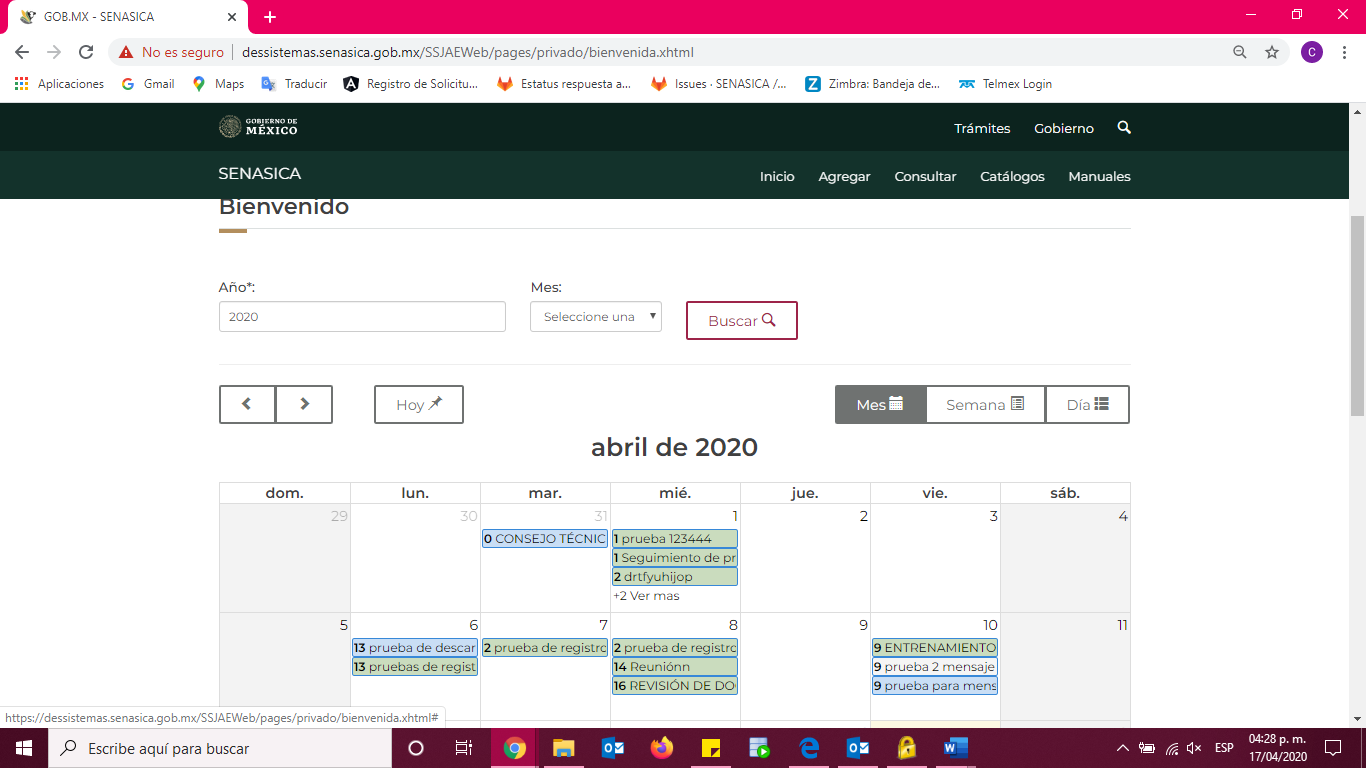 GOB.MX - SENASICA
No es seguro
dessistemas.senasica.gob.mx/SSJAEWeb/pages/privado/bienvenida.xhtml
C
Aplicaciones
Gmail
Maps
Traducir
Registro de Solicitu...
Estatus respuesta a...
Issues · SENASICA /...
Zimbra: Bandeja de...
Telmex Login
GOBIERNO DE
MÉXICO
Trámites
Gobierno
SENASICA
Inicio
Agregar
Consultar
Catálogos
Manuales
Bienvenido
Año*:
Mes:
2020
Seleccione una
Buscar
Hoy
Mes
Semana
Día
abril de 2020
dom.
lun.
mar.
mié.
jue.
vie.
sáb.
29
30
31
1
2
3
4
0 CONSEJO TÉCNIC
1 prueba 123444
1 Seguimiento de pr
2 drtfyuhijop
+2 Ver mas
5
6
7
8
9
10
11
13 prueba de descar
13 pruebas de regist
2 prueba de registro
2 prueba de registro
14 Reuniónn
16 REVISIÓN DE DO
9 ENTRENAMIENTO
9 prueba 2 mensaje
9 prueba para mens
https://dessistemas.senasica.gob.mx/SSJAEWeb/pages/privado/bienvenida.xhtml#
Escribe aquí para buscar
ESP
04:28 p. m.
17/04/2020